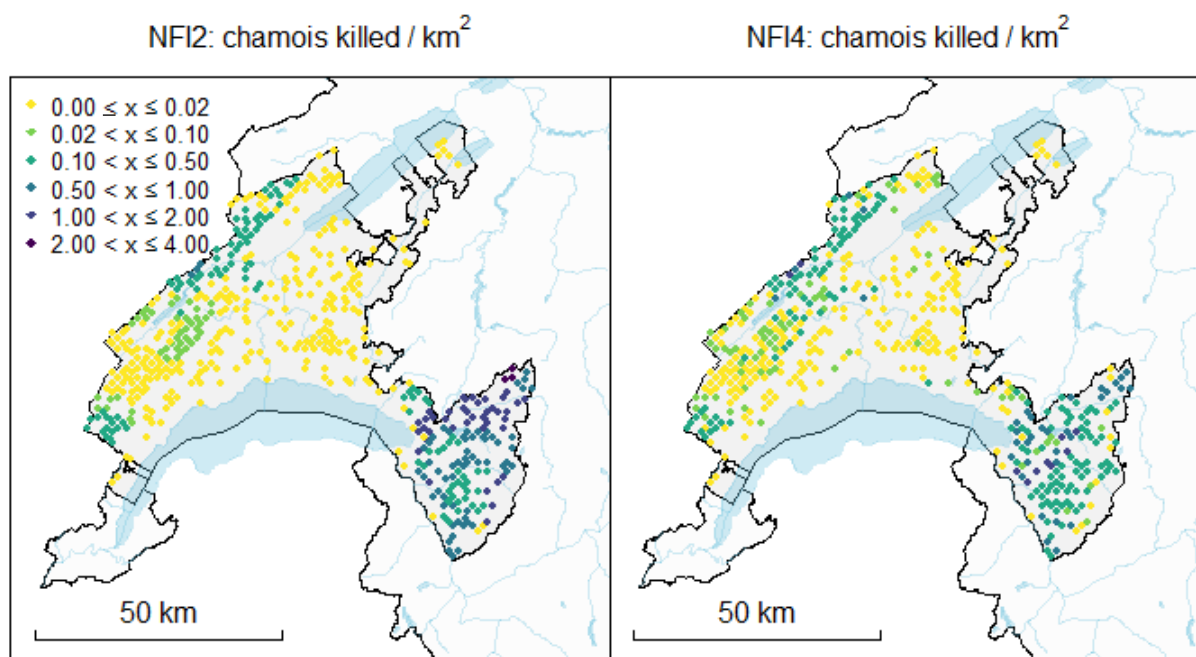 NFI2: chamois killed / km²
NFI4: chamois killed / km²
0.00 ≤ x ≤ 0.02
0.02 < x ≤ 0.10
0.10 < x ≤ 0.50
0.50 < x ≤ 1.00
1.00 < x ≤ 2.00
2.00 < x ≤ 4.00
50 km
50 km